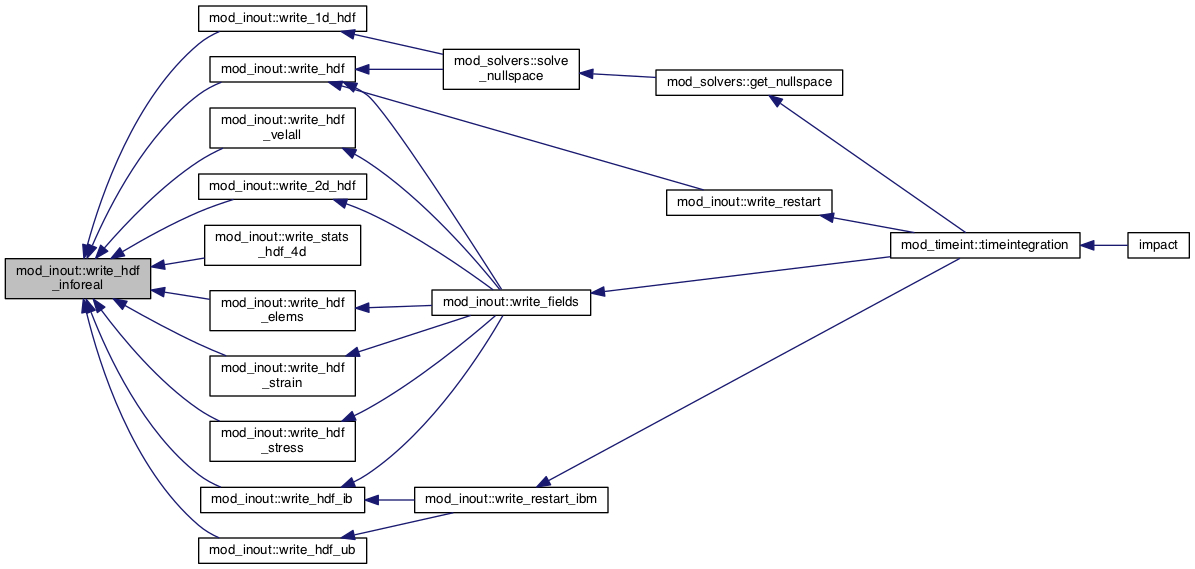 mod_inout::write_1d_hdf
mod_inout::write_hdf
mod_solvers::solve
_nullspace
mod_solvers::get_nullspace
mod_inout::write_hdf
_velall
mod_inout::write_2d_hdf
mod_inout::write_restart
mod_inout::write_stats
_hdf_4d
mod_timeint::timeintegration
impact
mod_inout::write_hdf
_inforeal
mod_inout::write_hdf
_elems
mod_inout::write_fields
mod_inout::write_hdf
_strain
mod_inout::write_hdf
_stress
mod_inout::write_hdf_ib
mod_inout::write_restart_ibm
mod_inout::write_hdf_ub